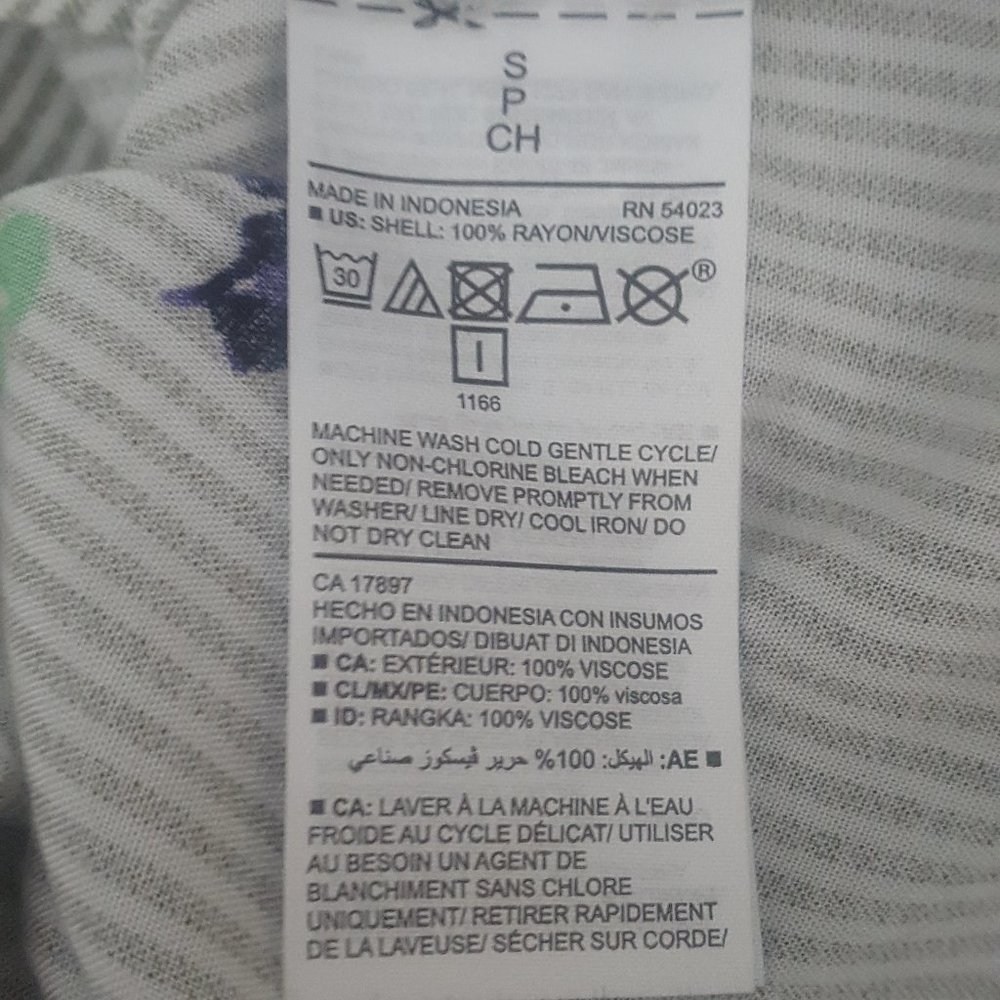 S
P
CH
MADE IN INDONESIA RN 54023
■ US: SHELL: 100% RAYON/VISCOSE
30 ®
1166
MACHINE WASH COLD GENTLE CYCLE/
ONLY NON-CHLORINE BLEACH WHEN
NEEDED/ REMOVE PROMPTLY FROM
WASHER/ LINE DRY/ COOL IRON/ DO
NOT DRY CLEAN
CA 17897
HECHO EN INDONESIA CON INSUMOS
IMPORTADOS/ DIBUAT DI INDONESIA
■ CA: EXTÉRIEUR: 100% VISCOSE
■ CL/MX/PE: CUERPO: 100% viscosa
■ ID: RANGKA: 100% VISCOSE
■ AE: الهيكل: 100% حرير ڤيسكوز صناعي
■ CA: LAVER À LA MACHINE À L'EAU
FROIDE AU CYCLE DÉLICAT/ UTILISER
AU BESOIN UN AGENT DE
BLANCHIMENT SANS CHLORE
UNIQUEMENT/ RETIRER RAPIDEMENT
DE LA LAVEUSE/ SÉCHER SUR CORDE/